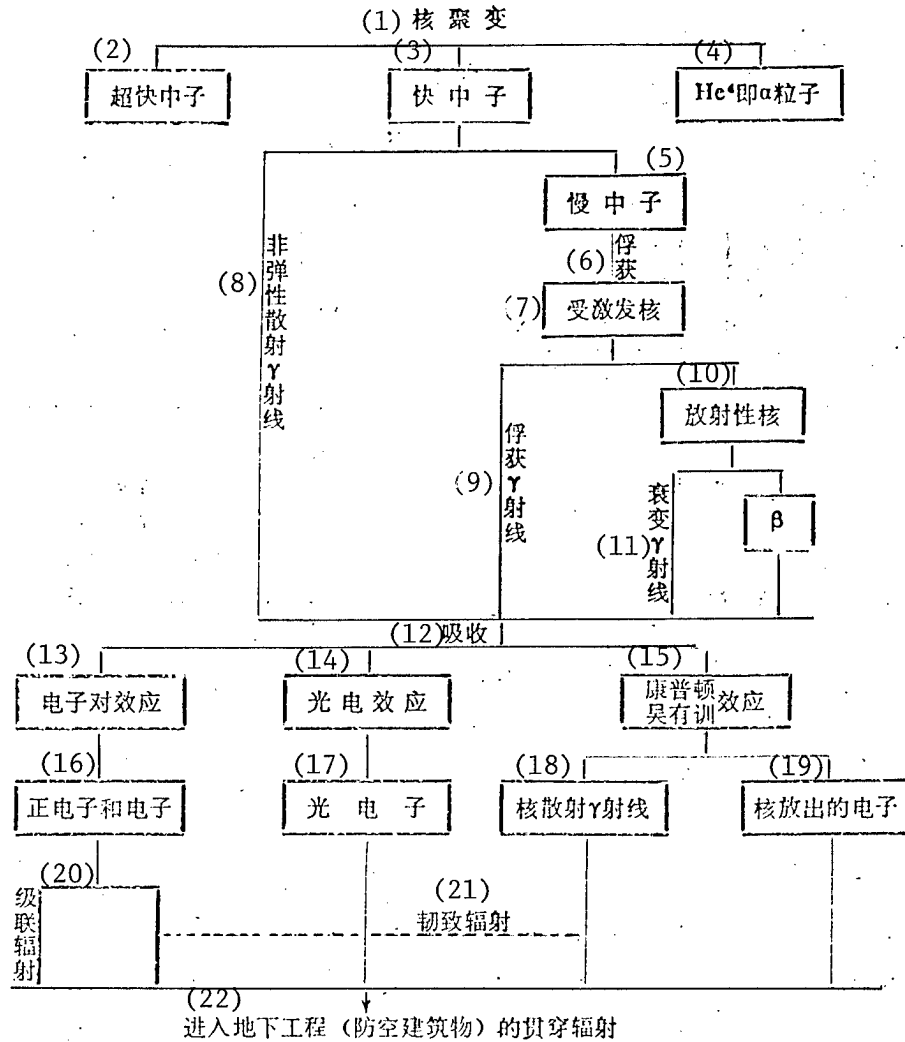 (1) 核聚变
(2)
超快中子
(3)
快中子
(4)
He⁴即α粒子
(5)
慢中子
(6) 俘获
(7) 受激发核
(8) 非弹性散射γ射线
(9) 俘获γ射线
(10)
放射性核
(11) 衰变γ射线
β
(12) 吸收
(13)
电子对效应
(14)
光电效应
(15)
康普顿
吴有训效应
(16)
正电子和电子
(17)
光电子
(18)
核散射γ射线
(19)
核放出的电子
(20)
级联辐射
(21)
韧致辐射
(22)
进入地下工程（防空建筑物）的贯穿辐射